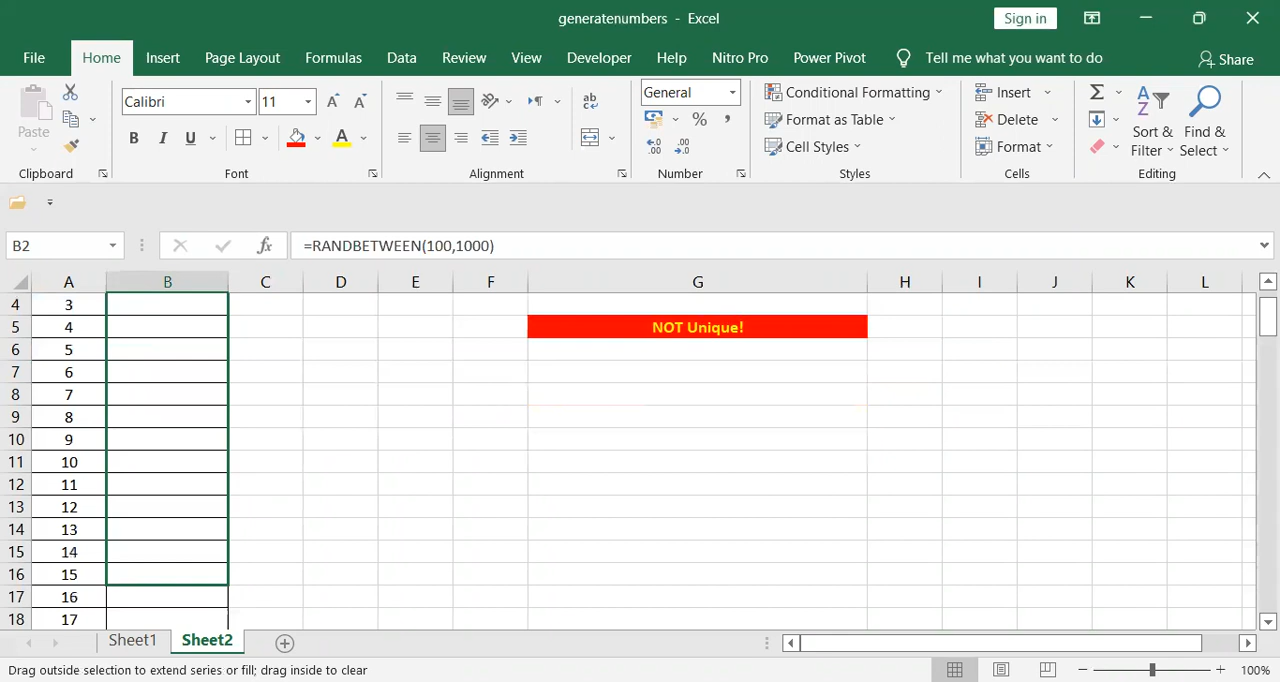 generatenumbers - Excel
Sign in
File Home Insert Page Layout Formulas Data Review View Developer Help Nitro Pro Power Pivot Tell me what you want to do Share
Paste
Clipboard
Calibri 11
B I U A
Font
ab
Alignment
General
% ,
Number
Conditional Formatting
Format as Table
Cell Styles
Styles
Insert
Delete
Format
Cells
Sort & Filter
Find & Select
Editing
B2 fx =RANDBETWEEN(100,1000)
A B C D E F G H I J K L
4 3
5 4 NOT Unique!
6 5
7 6
8 7
9 8
10 9
11 10
12 11
13 12
14 13
15 14
16 15
17 16
18 17
Sheet1 Sheet2
Drag outside selection to extend series or fill; drag inside to clear
100%